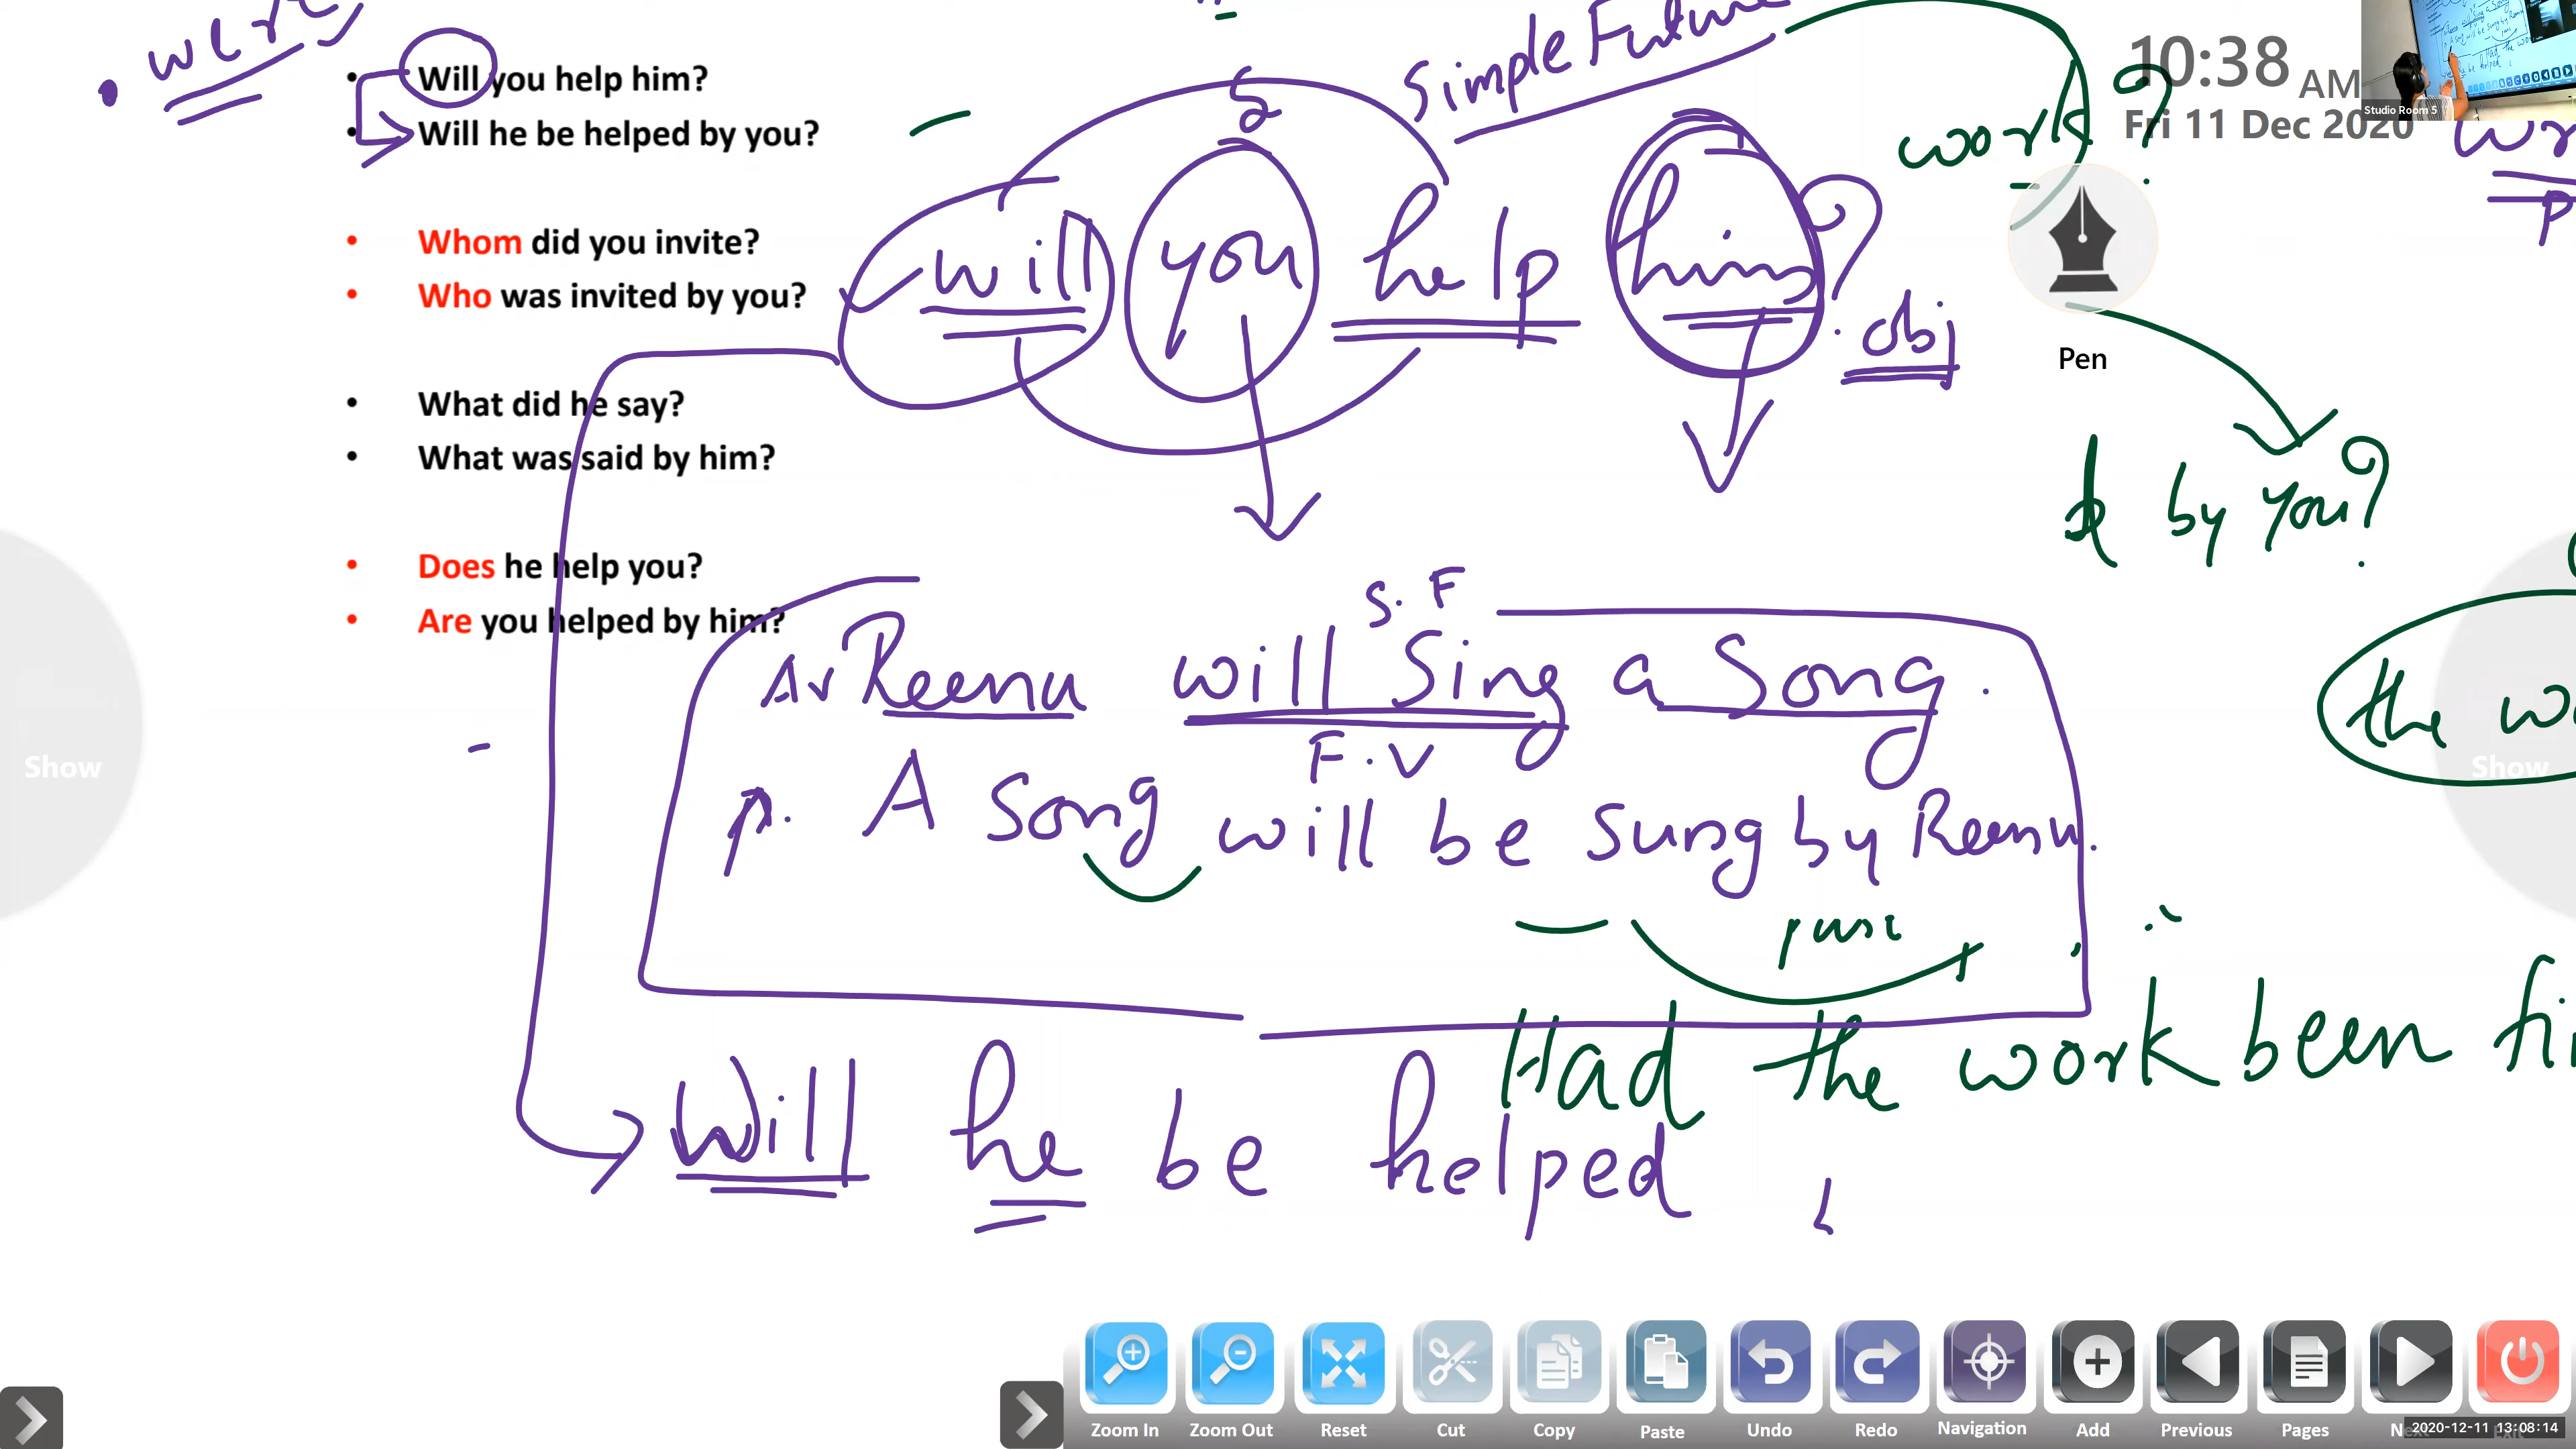 were
Will you help him?
Will he be helped by you?
Whom did you invite?
Who was invited by you?
What did he say?
What was said by him?
Does he help you?
Are you helped by him?
Simple Future
S
will you help him?
obj
work?
10:38 AM
Fri 11 Dec 2020
Studio Room 5
Pen
by you?
S. F
Reenu will Sing a Song.
F.V
p. A Song will be sung by Reenu.
the
Had the work been
Will he be helped
Show
Show
Zoom In
Zoom Out
Reset
Cut
Copy
Paste
Undo
Redo
Navigation
Add
Previous
Pages
2020-12-11 13:08:14